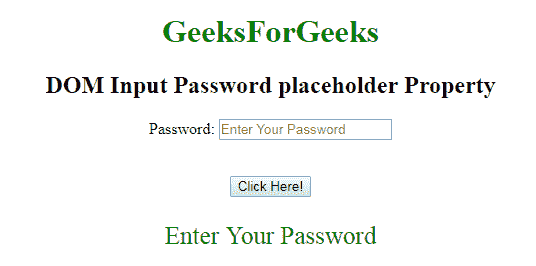 GeeksForGeeks
DOM Input Password placeholder Property
Password: Enter Your Password
Click Here!
Enter Your Password